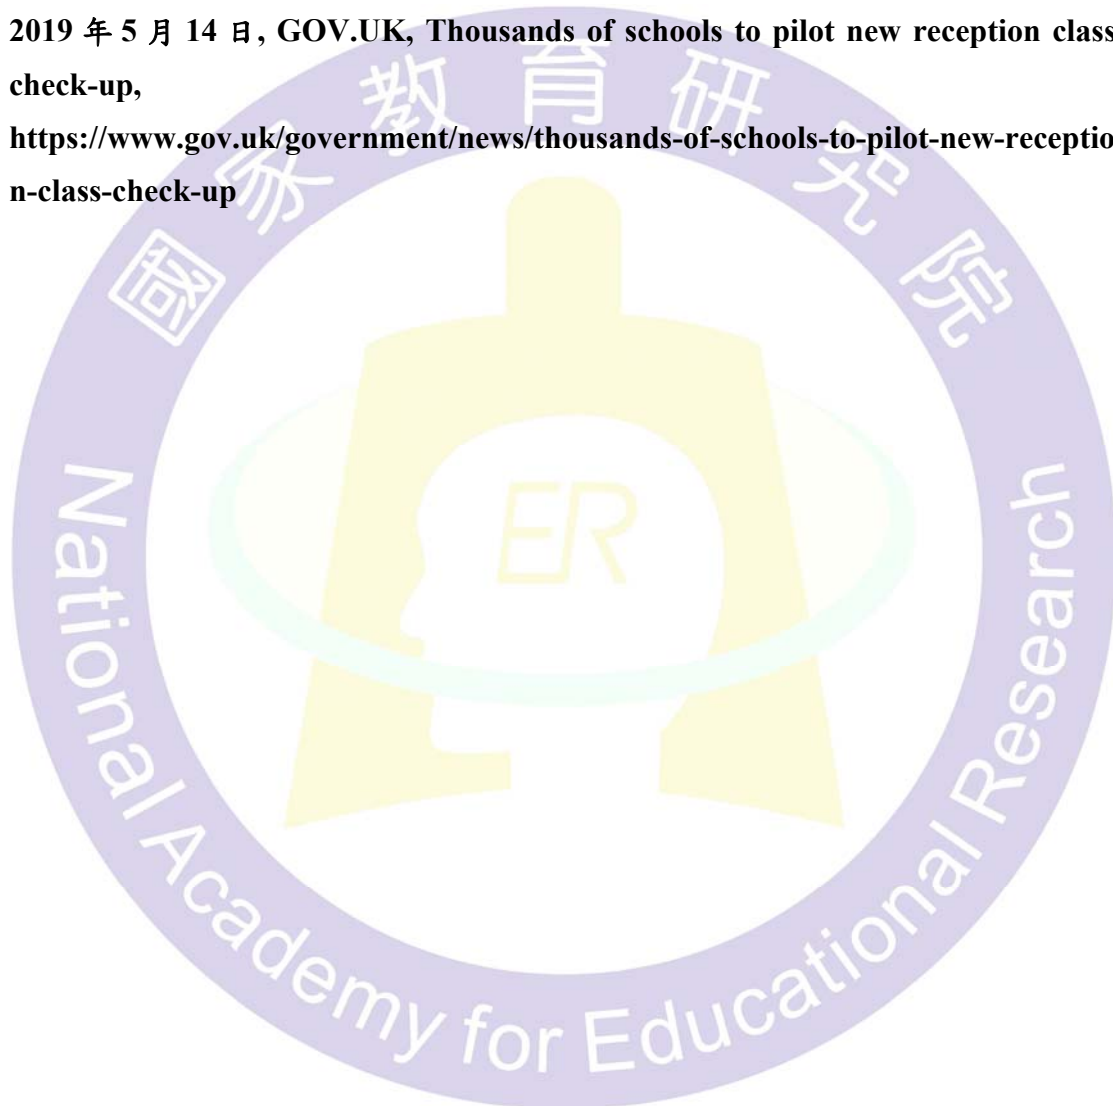 2019 年 5 月 14 日, GOV.UK, Thousands of schools to pilot new reception class
check-up,
https://www.gov.uk/government/news/thousands-of-schools-to-pilot-new-receptio
n-class-check-up
國家教育研究院
ER
National Academy for Educational Research